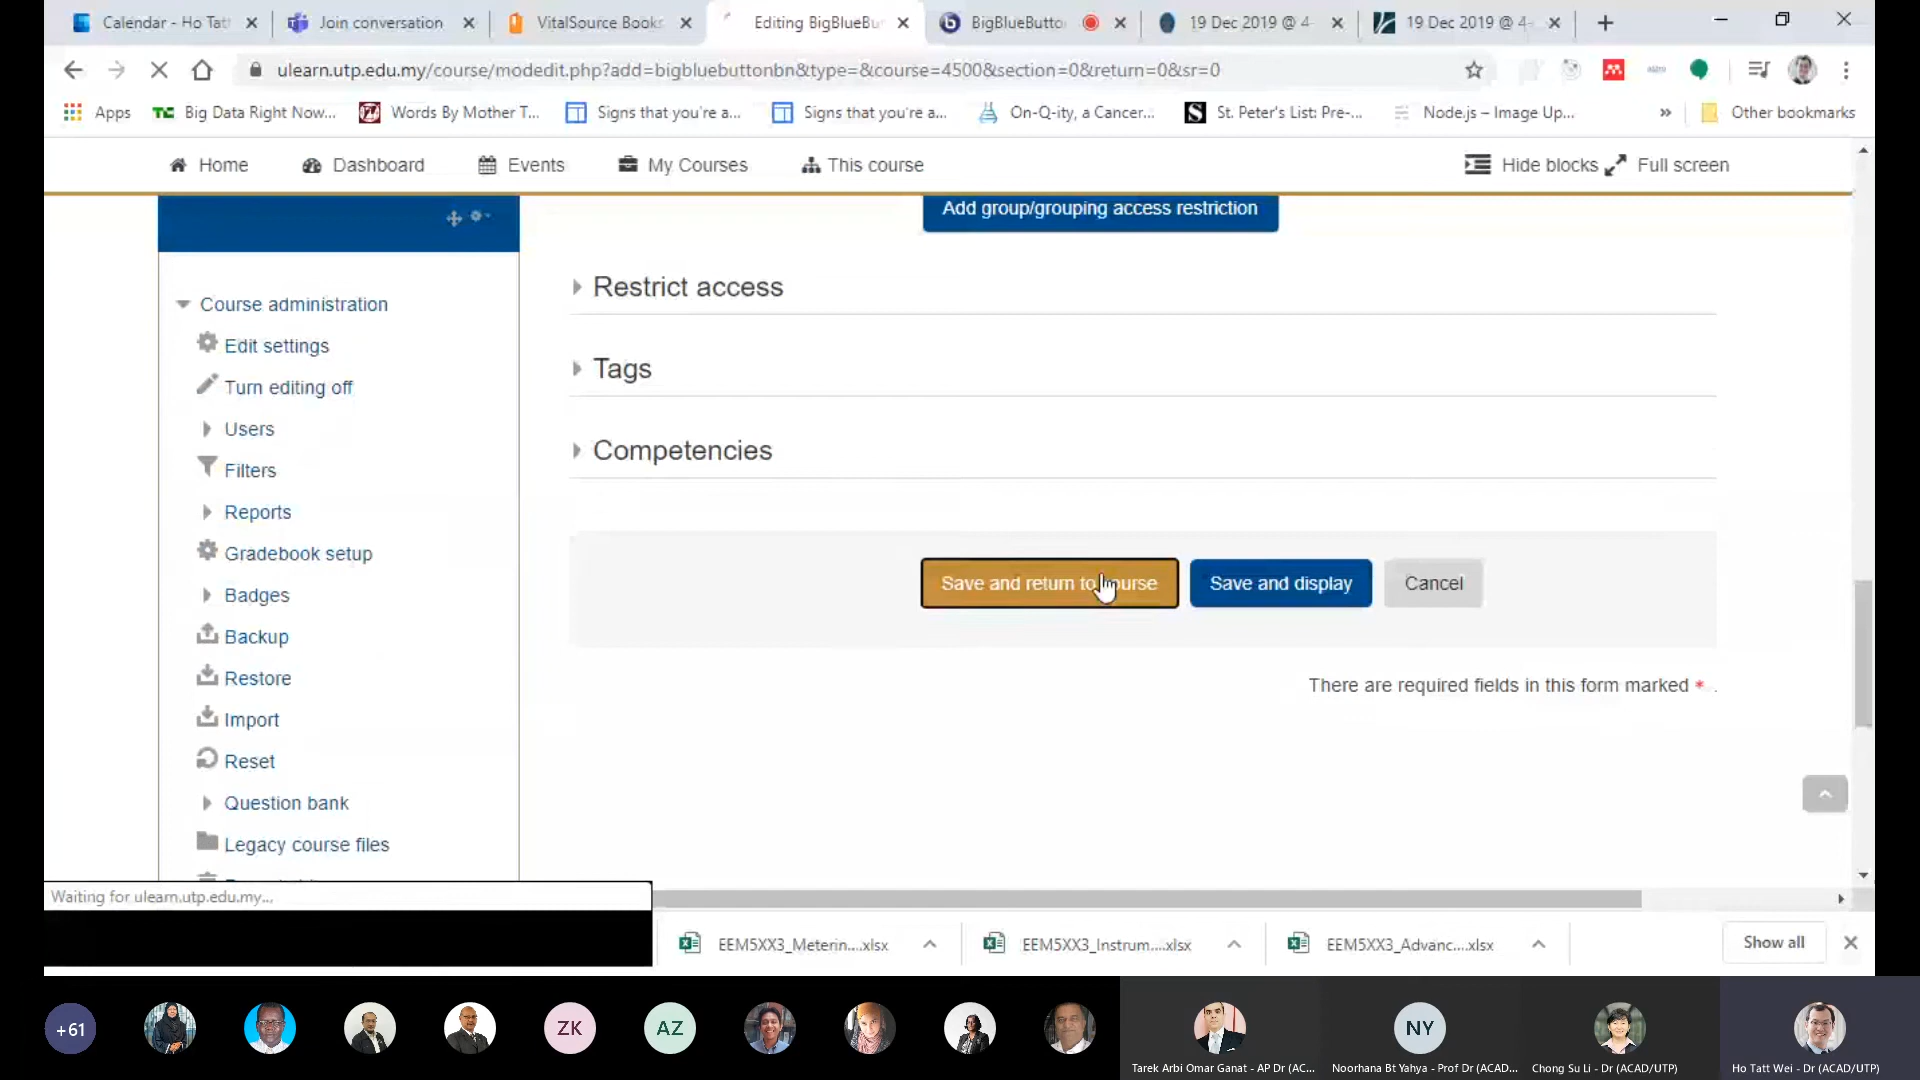 Calendar - Ho Tat
Join conversation
VitalSource Books
Editing BigBlueBu
BigBlueButto
19 Dec 2019 @ 4-
19 Dec 2019 @ 4-
ulearn.utp.edu.my/course/modedit.php?add=bigbluebuttonbn&type=&course=4500&section=0&return=0&sr=0
Apps
Big Data Right Now...
Words By Mother T...
Signs that you're a...
Signs that you're a...
On-Q-ity, a Cancer...
St. Peter's List: Pre-...
Node.js – Image Up...
»
Other bookmarks
Home
Dashboard
Events
My Courses
This course
Hide blocks
Full screen
Add group/grouping access restriction
Course administration
Edit settings
Turn editing off
Users
Filters
Reports
Gradebook setup
Badges
Backup
Restore
Import
Reset
Question bank
Legacy course files
Restrict access
Tags
Competencies
Save and return to course
Save and display
Cancel
There are required fields in this form marked * .
Waiting for ulearn.utp.edu.my...
EEM5XX3_Meterin....xlsx
EEM5XX3_Instrum....xlsx
EEM5XX3_Advanc....xlsx
Show all
+61
ZK
AZ
NY
Tarek Arbi Omar Ganat - AP Dr (AC...
Noorhana Bt Yahya - Prof Dr (ACAD...
Chong Su Li - Dr (ACAD/UTP)
Ho Tatt Wei - Dr (ACAD/UTP)